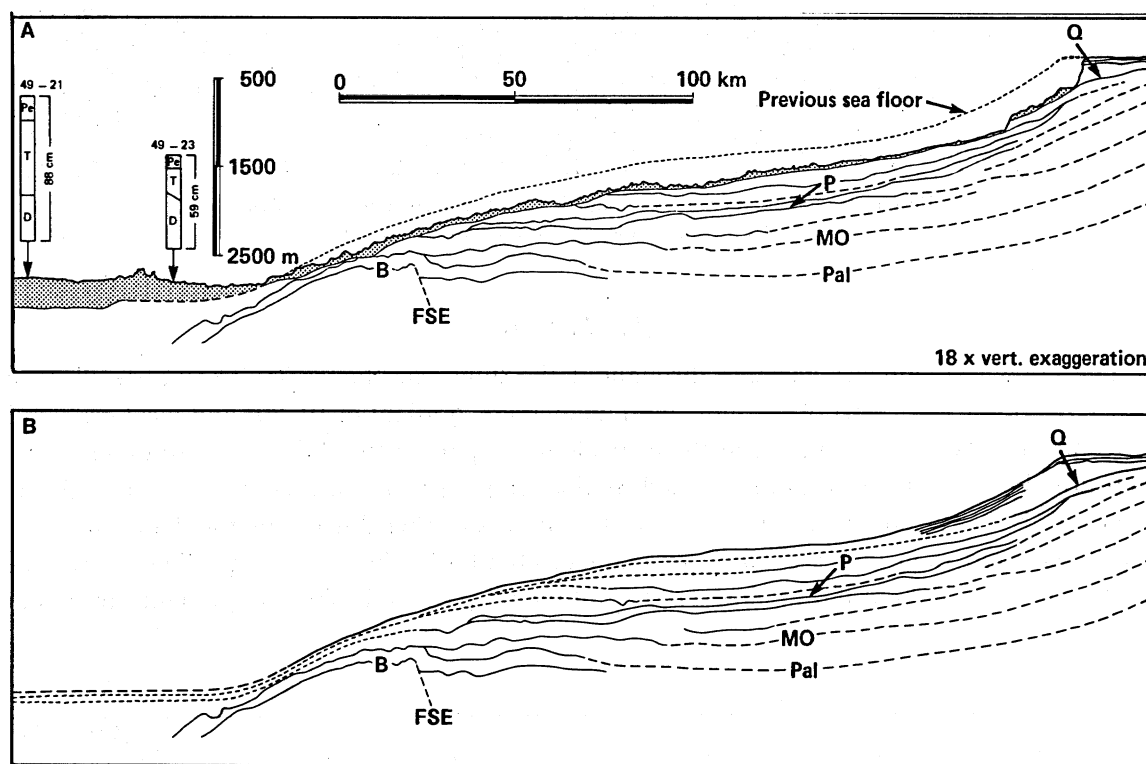 A
49 – 21
Pe
T
D
88 cm
49 – 23
Pe
T
D
59 cm
500
1500
2500 m
0 50 100 km
Previous sea floor
Q
P
MO
Pal
B
FSE
18 x vert. exaggeration
B
Q
P
MO
Pal
B
FSE